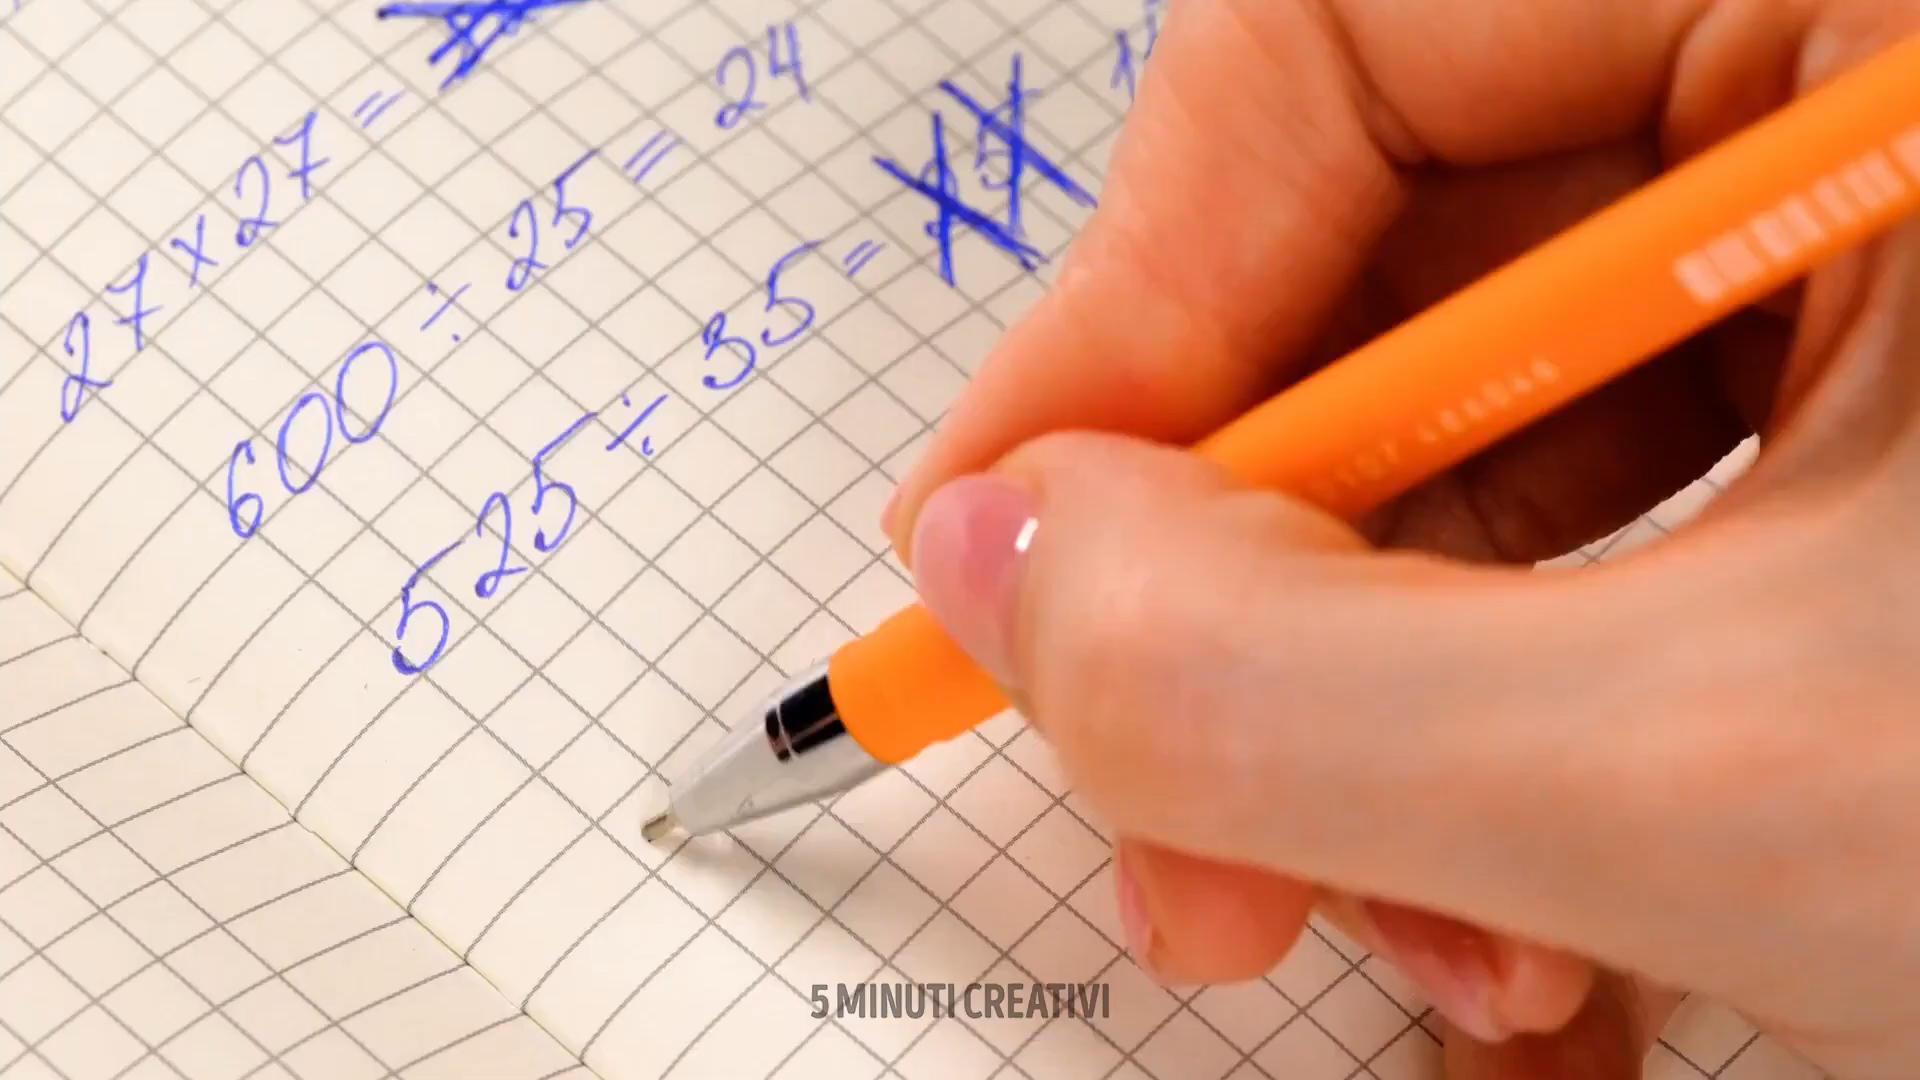 27 x 27 =
600 ÷ 25 = 24
525 ÷ 35 =
5 MINUTI CREATIVI